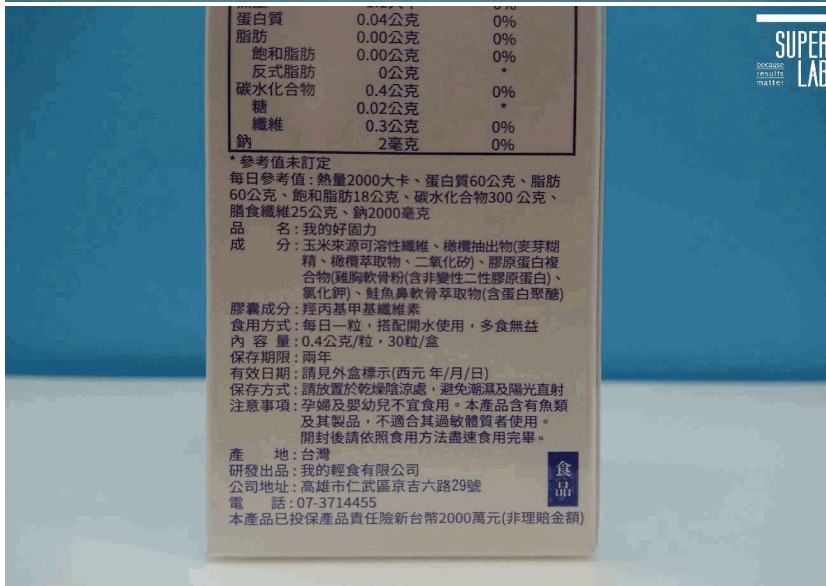 蛋白質 0.04公克 0%
脂肪 0.00公克 0%
飽和脂肪 0.00公克 0%
反式脂肪 0公克 *
碳水化合物 0.4公克 0%
糖 0.02公克 *
纖維 0.3公克 0%
鈉 2毫克 0%
* 參考值未訂定
每日參考值:熱量2000大卡、蛋白質60公克、脂肪
60公克、飽和脂肪18公克、碳水化合物300 公克、
膳食纖維25公克、鈉2000毫克
品 名:我的好固力
成 分:玉米來源可溶性纖維、橄欖抽出物(麥芽糊
精、橄欖萃取物、二氧化矽)、膠原蛋白複
合物(雞胸軟骨粉(含非變性二性膠原蛋白)、
氯化鉀)、鮭魚鼻軟骨萃取物(含蛋白聚醣)
膠囊成分:羥丙基甲基纖維素
食用方式:每日一粒,搭配開水使用,多食無益
內 容 量:0.4公克/粒,30粒/盒
保存期限:兩年
有效日期:請見外盒標示(西元 年/月/日)
保存方式:請放置於乾燥陰涼處,避免潮濕及陽光直射
注意事項:孕婦及嬰幼兒不宜食用。本產品含有魚類
及其製品,不適合其過敏體質者使用。
開封後請依照食用方法盡速食用完畢。
產 地:台灣
研發出品:我的輕食有限公司
公司地址:高雄市仁武區京吉六路29號
電 話:07-3714455
本產品已投保產品責任險新台幣2000萬元(非理賠金額)
食品
SUPER
because
results
matter
LAB